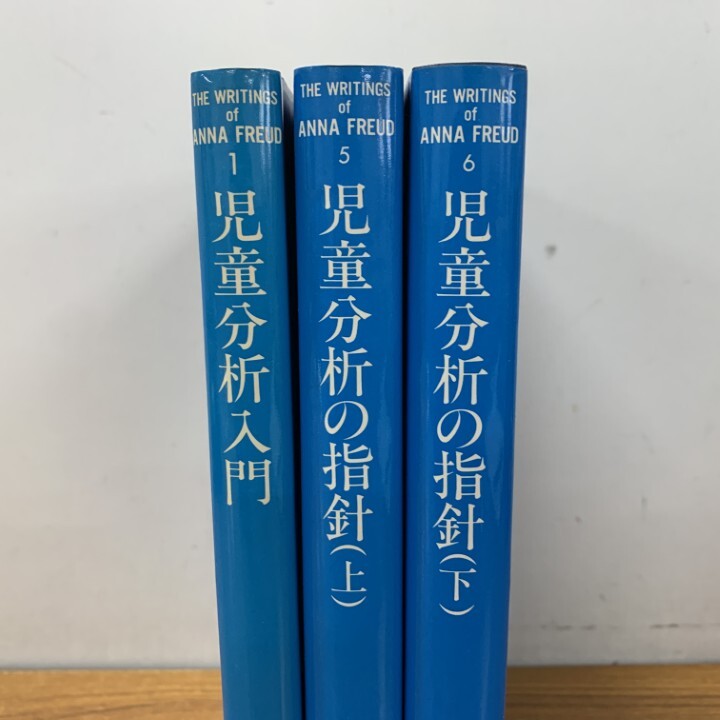 THE WRITINGS
of
ANNA FREUD
1
児童分析入門
THE WRITINGS
of
ANNA FREUD
5
児童分析の指針(上)
THE WRITINGS
of
ANNA FREUD
6
児童分析の指針(下)